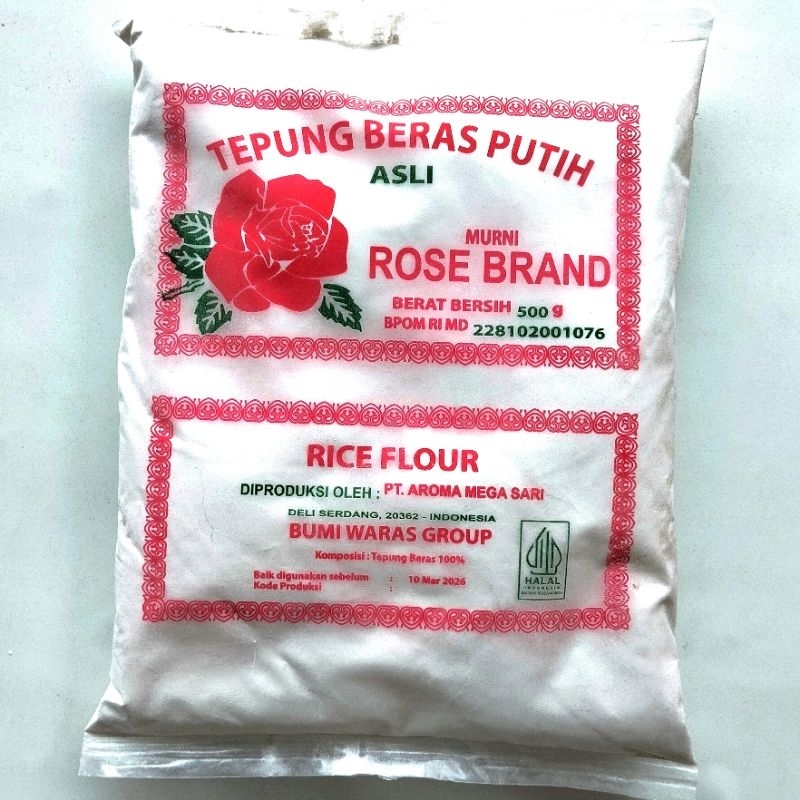 TEPUNG BERAS PUTIH
ASLI
MURNI
ROSE BRAND
BERAT BERSIH 500 g
BPOM RI MD 228102001076
RICE FLOUR
DIPRODUKSI OLEH : PT. AROMA MEGA SARI
DELI SERDANG, 20362 - INDONESIA
BUMI WARAS GROUP
Komposisi : Tepung Beras 100%
Baik digunakan sebelum : 10 Mar 2026
Kode Produksi :
HALAL
INDONESIA